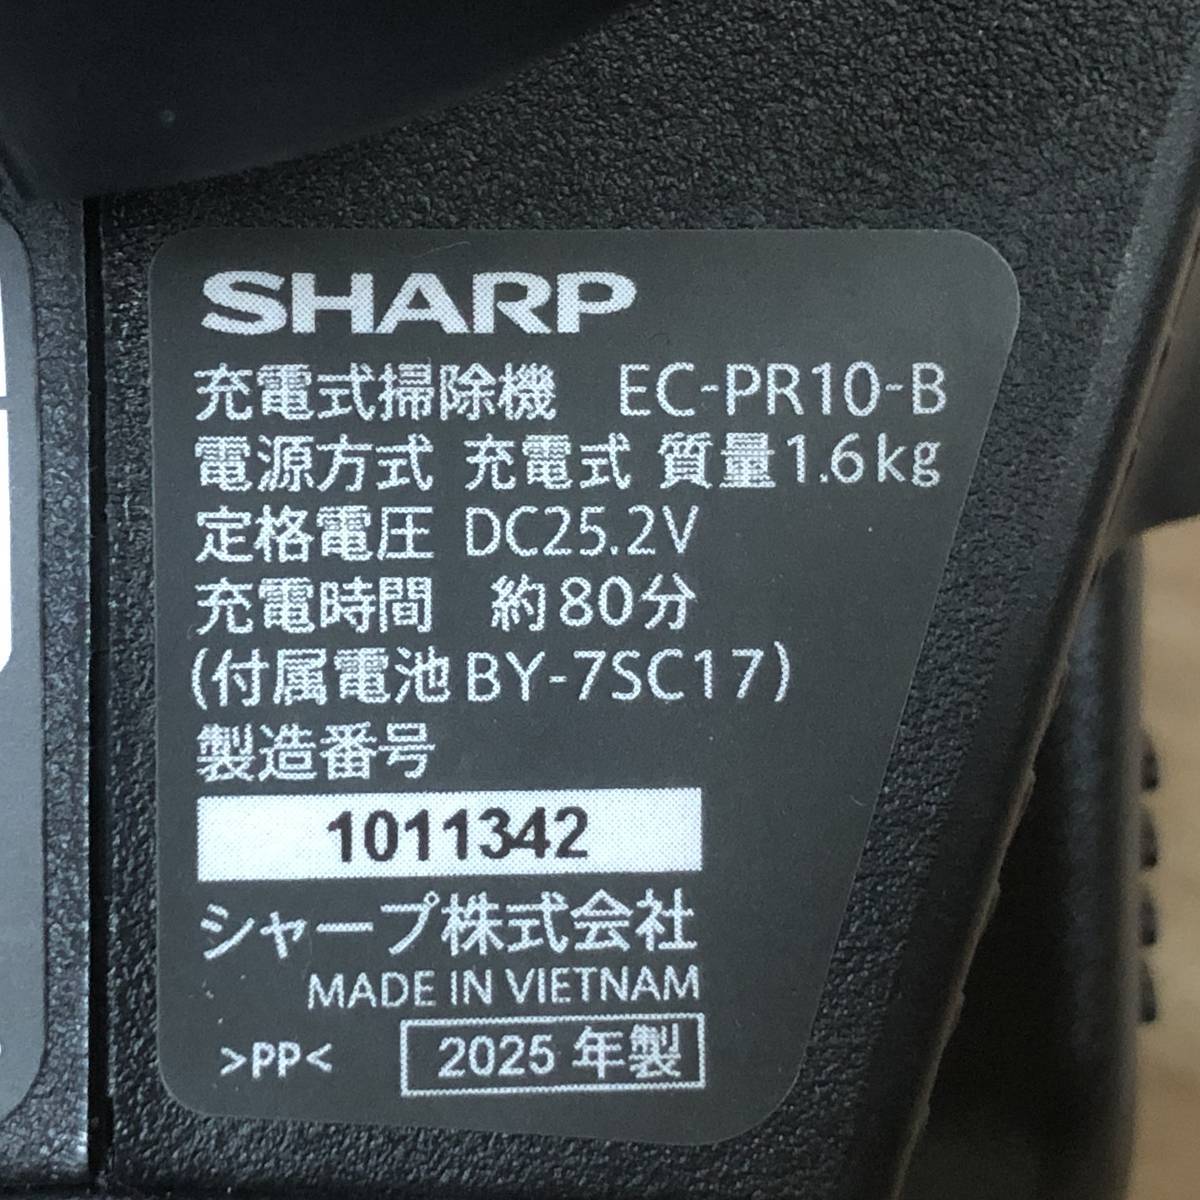 SHARP
充電式掃除機 EC-PR10-B
電源方式 充電式 質量1.6kg
定格電圧 DC25.2V
充電時間 約80分
(付属電池BY-7SC17)
製造番号
1011342
シャープ株式会社
MADE IN VIETNAM
>PP< 2025 年製